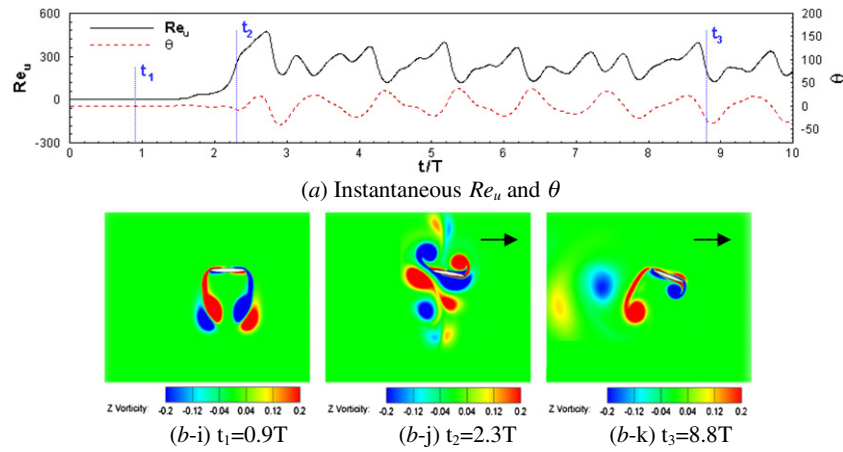 600
300
0
-300
Re_u
Re_u
θ
t_1
t_2
t_3
200
150
100
50
0
-50
θ
0 1 2 3 4 5 6 7 8 9 10
t/T
(a) Instantaneous Re_u and θ
Z Vorticity: -0.2 -0.12 -0.04 0.04 0.12 0.2
Z Vorticity: -0.2 -0.12 -0.04 0.04 0.12 0.2
Z Vorticity: -0.2 -0.12 -0.04 0.04 0.12 0.2
(b-i) t_1=0.9T (b-j) t_2=2.3T (b-k) t_3=8.8T